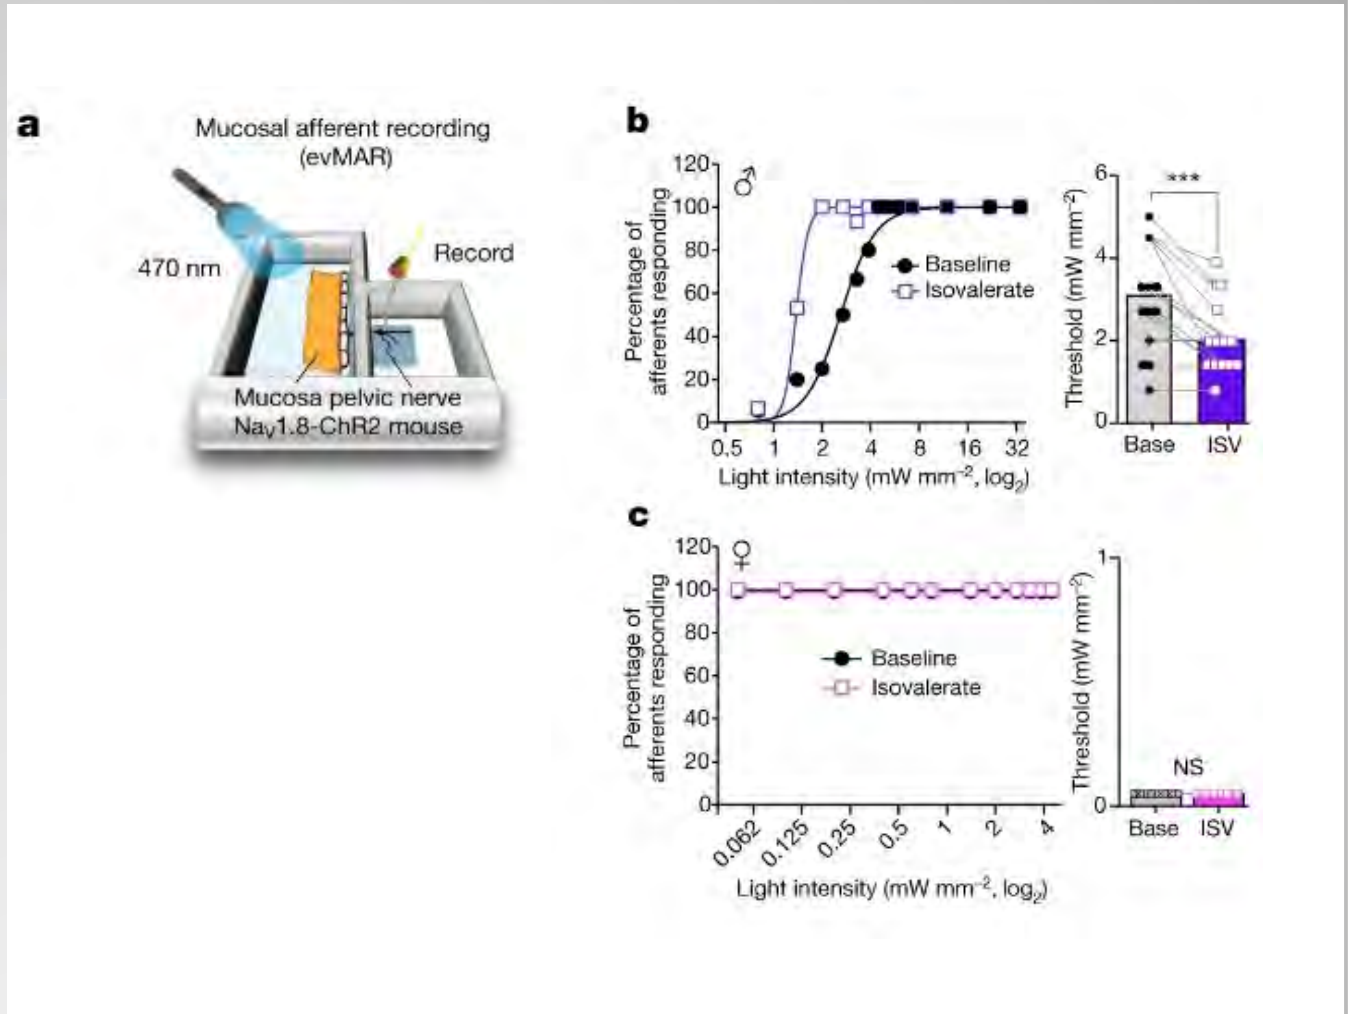 a
Mucosal afferent recording
(evMAR)
470 nm
Record
Mucosa pelvic nerve
NaV1.8-ChR2 mouse
b
♂
Percentage of
afferents responding
120
100
80
60
40
20
0
0.5 1 2 4 8 16 32
Light intensity (mW mm⁻², log₂)
Baseline
Isovalerate
Threshold (mW mm⁻²)
6
4
2
0
***
Base ISV
c
♀
Percentage of
afferents responding
120
100
80
60
40
20
0
0.062 0.125 0.25 0.5 1 2 4
Light intensity (mW mm⁻², log₂)
Baseline
Isovalerate
Threshold (mW mm⁻²)
1
0
NS
Base ISV